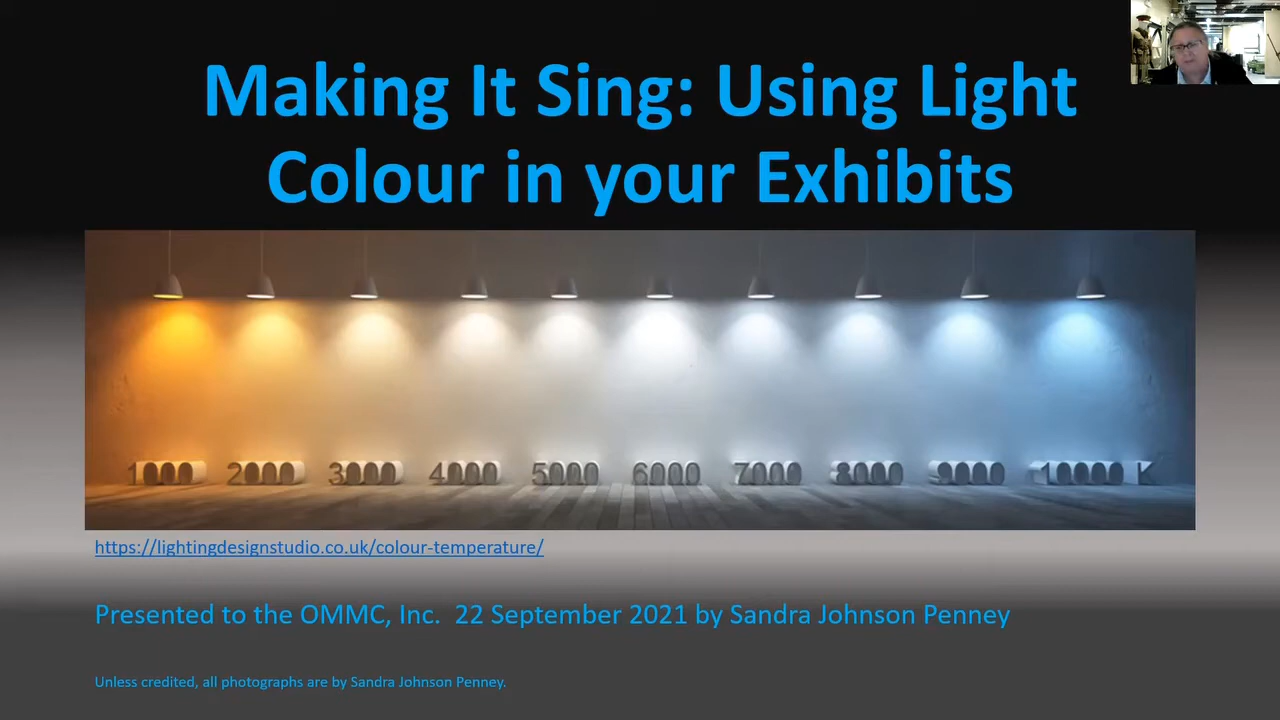 Making It Sing: Using Light
Colour in your Exhibits
1000 2000 3000 4000 5000 6000 7000 8000 9000 10000 K
https://lightingdesignstudio.co.uk/colour-temperature/
Presented to the OMMC, Inc. 22 September 2021 by Sandra Johnson Penney
Unless credited, all photographs are by Sandra Johnson Penney.